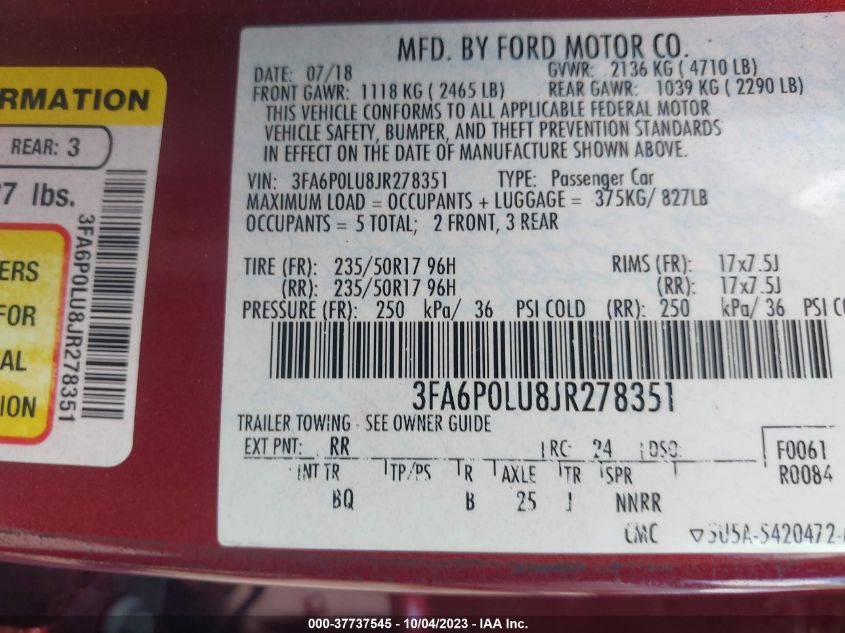 RMATION
REAR: 3
7 lbs.
3FA6P0LU8JR278351
ERS
FOR
AL
ION
MFD. BY FORD MOTOR CO.
DATE: 07/18 GVWR: 2136 KG ( 4710 LB)
FRONT GAWR: 1118 KG ( 2465 LB) REAR GAWR: 1039 KG ( 2290 LB)
THIS VEHICLE CONFORMS TO ALL APPLICABLE FEDERAL MOTOR
VEHICLE SAFETY, BUMPER, AND THEFT PREVENTION STANDARDS
IN EFFECT ON THE DATE OF MANUFACTURE SHOWN ABOVE.
VIN: 3FA6P0LU8JR278351 TYPE: Passenger Car
MAXIMUM LOAD = OCCUPANTS + LUGGAGE = 375KG/ 827LB
OCCUPANTS = 5 TOTAL; 2 FRONT, 3 REAR
TIRE (FR): 235/50R17 96H RIMS (FR): 17x7.5J
(RR): 235/50R17 96H (RR): 17x7.5J
PRESSURE (FR): 250 kPa/ 36 PSI COLD (RR): 250 kPa/ 36 PSI CO
3FA6P0LU8JR278351
TRAILER TOWING - SEE OWNER GUIDE
EXT PNT: RR RC: 24 DSO: F0061
R0084
INT TR TP/PS R AXLE TR SPR
BQ B 25 J NNRR
CMC 5U5A-5420472-
000-37737545 - 10/04/2023 - IAA Inc.